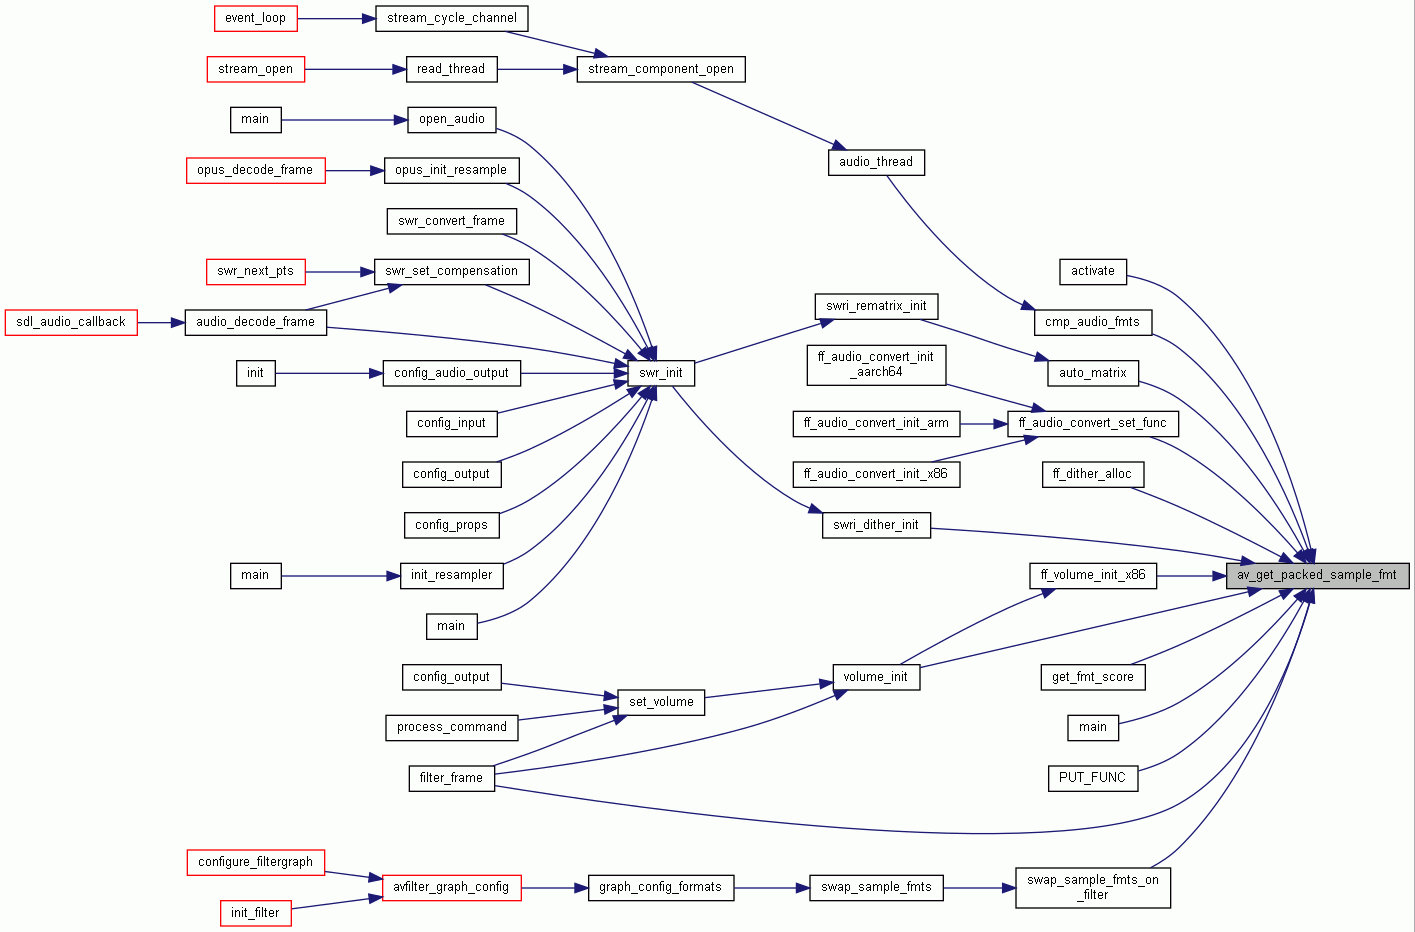 event_loop
stream_cycle_channel
stream_open
read_thread
stream_component_open
main
open_audio
audio_thread
opus_decode_frame
opus_init_resample
swr_convert_frame
activate
swr_next_pts
swr_set_compensation
swri_rematrix_init
cmp_audio_fmts
sdl_audio_callback
audio_decode_frame
ff_audio_convert_init
_aarch64
init
config_audio_output
swr_init
auto_matrix
config_input
ff_audio_convert_init_arm
ff_audio_convert_set_func
config_output
ff_audio_convert_init_x86
ff_dither_alloc
config_props
swri_dither_init
main
init_resampler
ff_volume_init_x86
av_get_packed_sample_fmt
main
config_output
volume_init
get_fmt_score
set_volume
process_command
main
filter_frame
PUT_FUNC
configure_filtergraph
avfilter_graph_config
graph_config_formats
swap_sample_fmts
swap_sample_fmts_on
_filter
init_filter